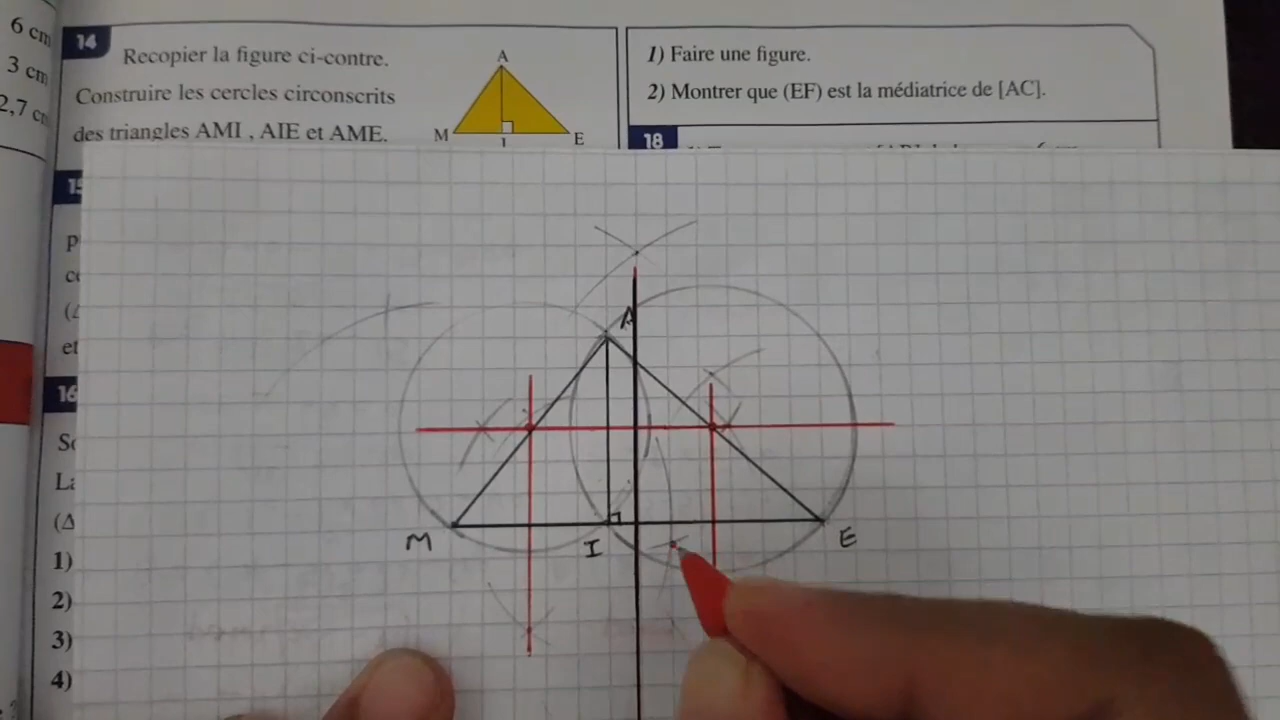 6 cm
3 cm
2,7 c
14 Recopier la figure ci-contre.
Construire les cercles circonscrits
des triangles AMI , AIE et AME.
A
M
I
E
1) Faire une figure.
2) Montrer que (EF) est la médiatrice de [AC].
18
15
P
et
16
1)
2)
3)
4)
A
M
I
E